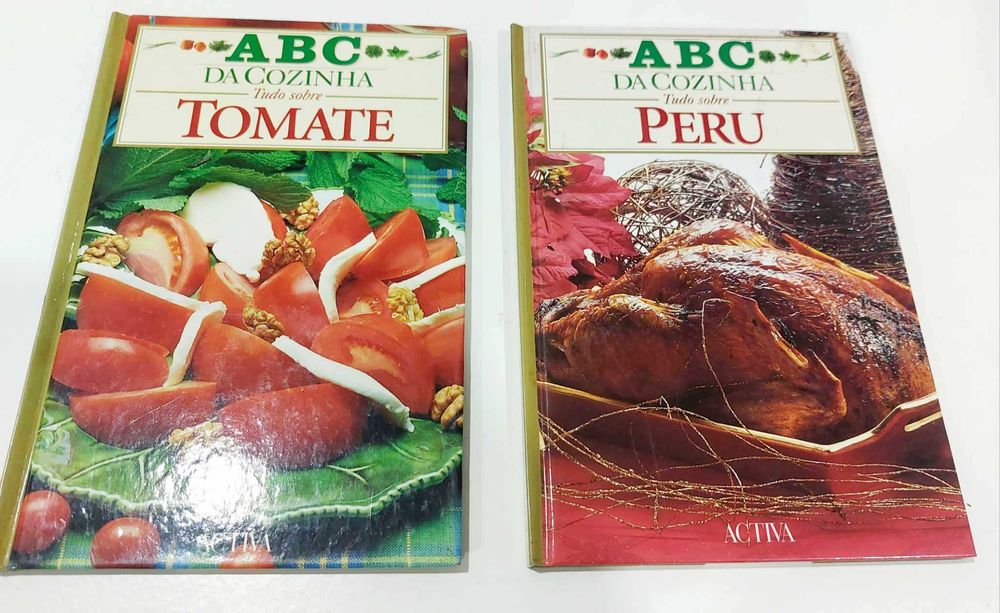 ABC
DA COZINHA
Tudo sobre
TOMATE
ACTIVA
ABC
DA COZINHA
Tudo sobre
PERU
ACTIVA